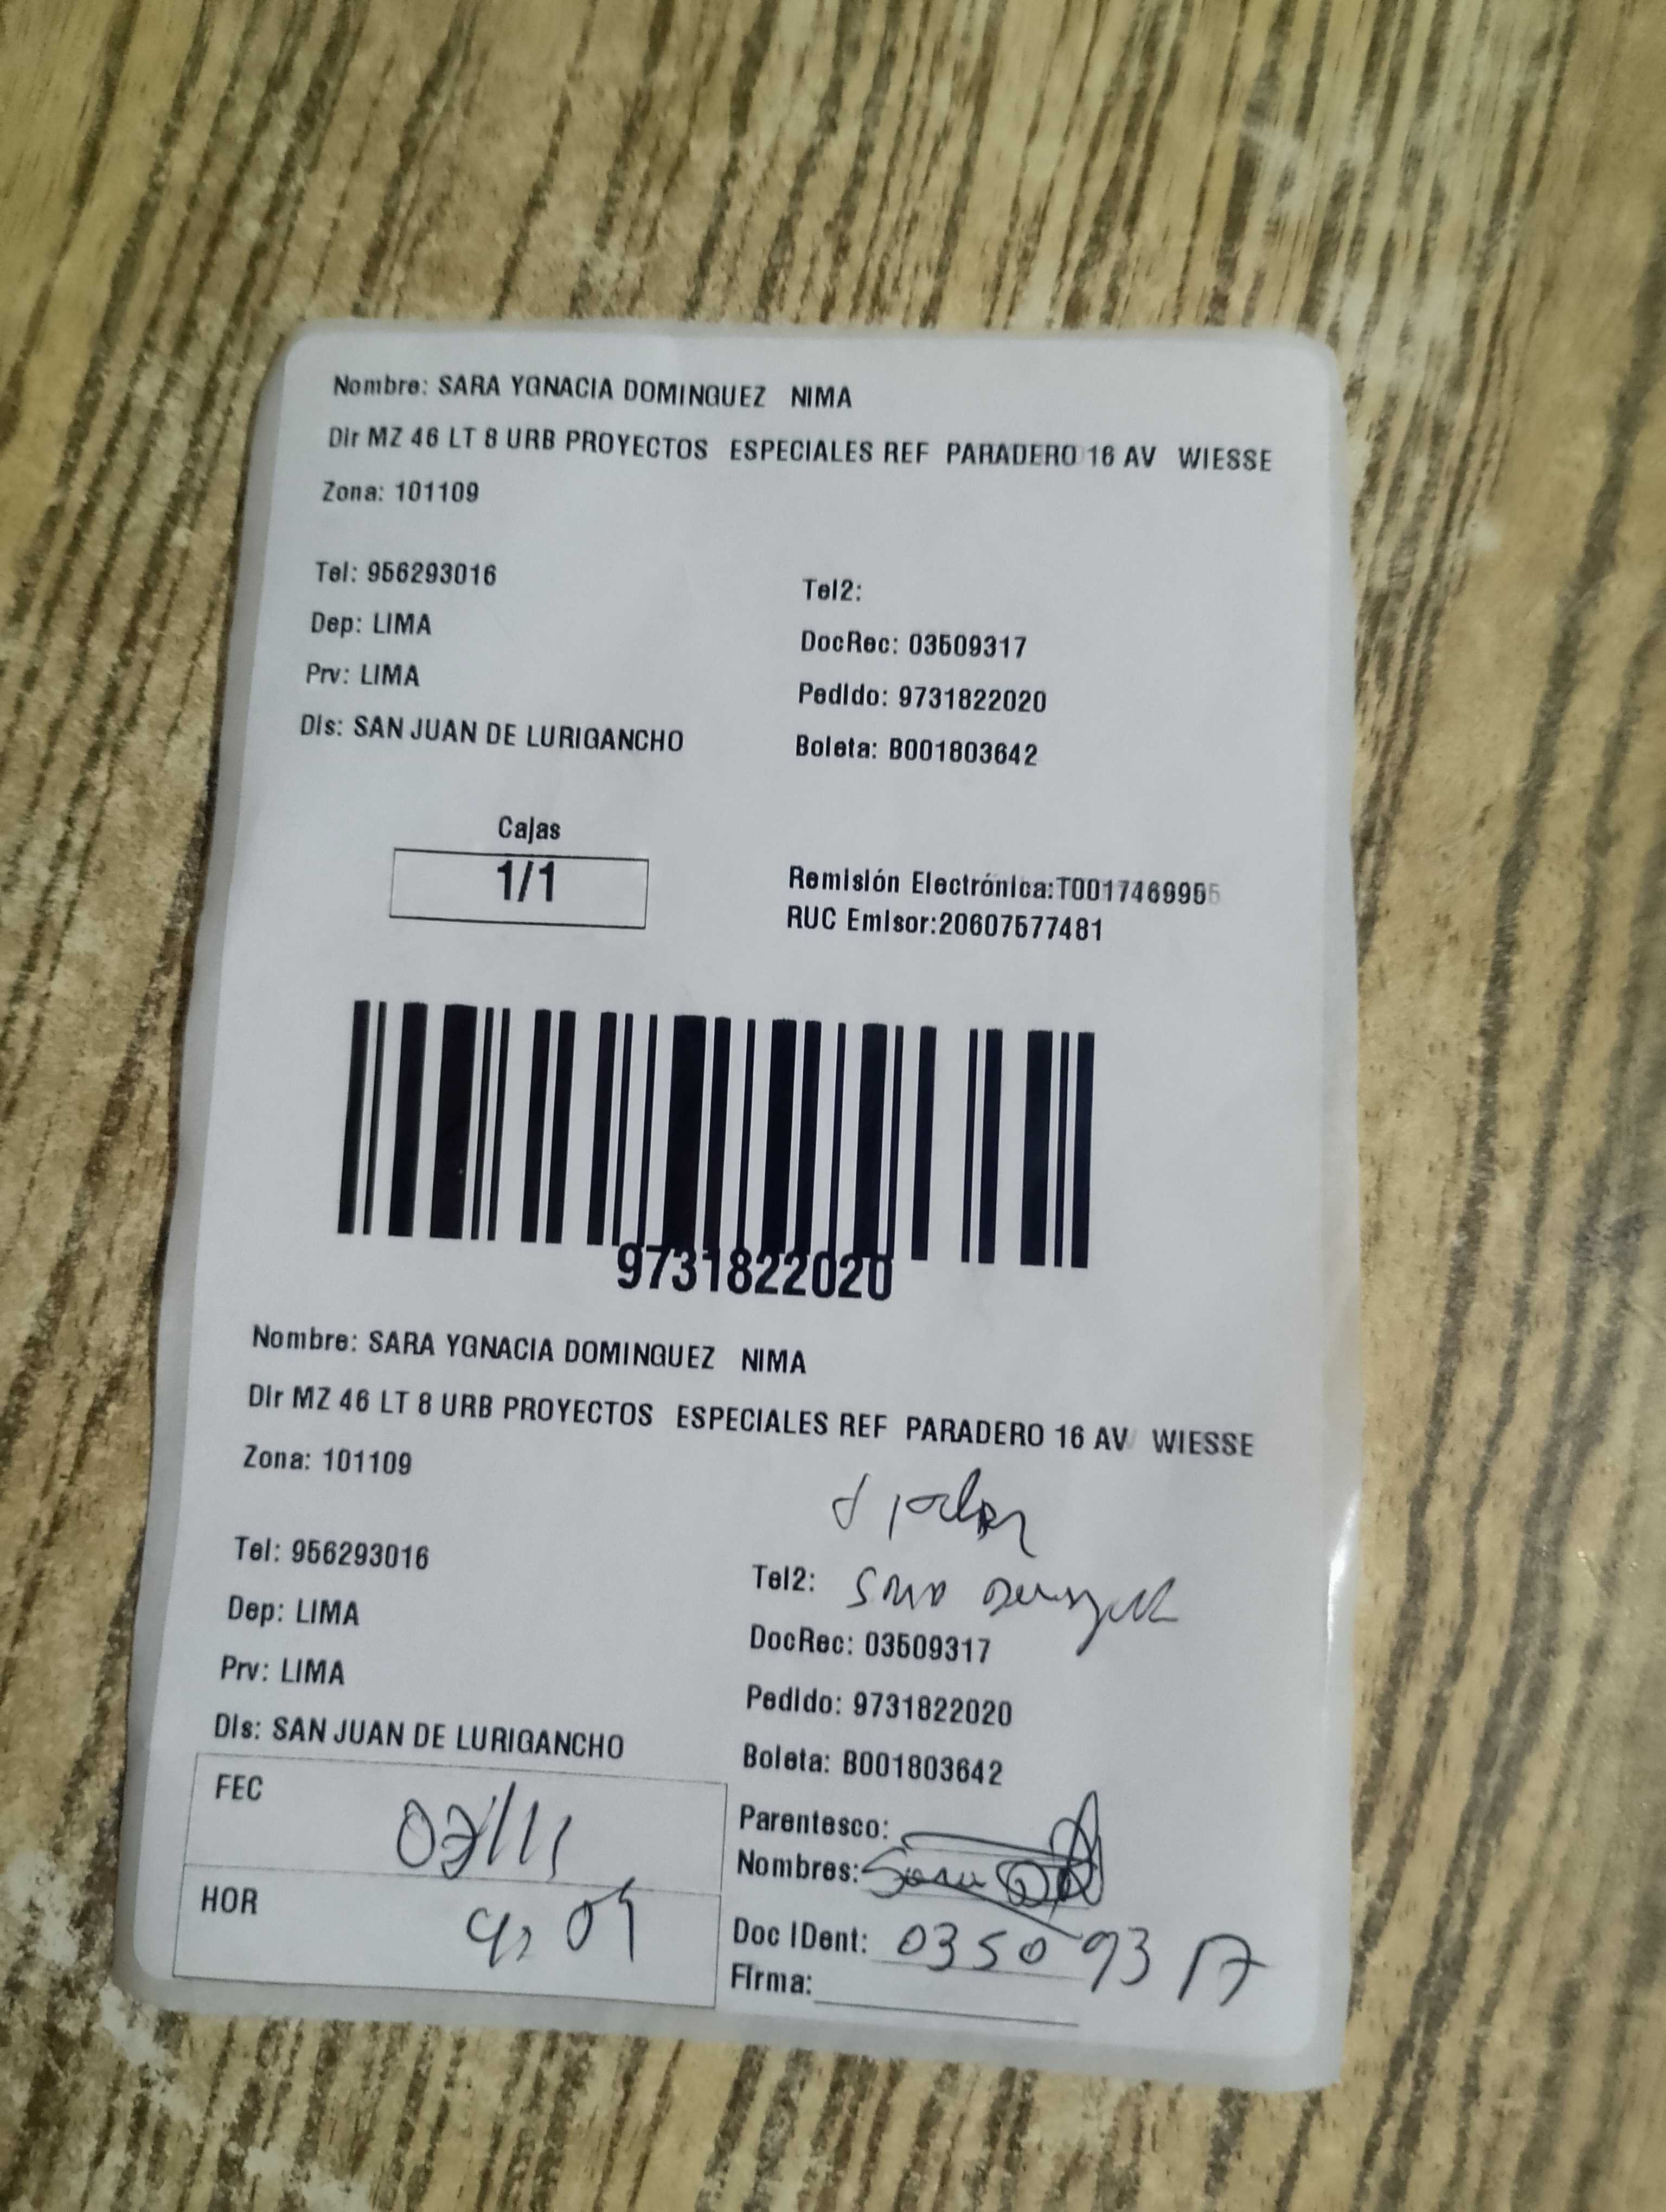 Nombre: SARA YGNACIA DOMINGUEZ NIMA
Dir MZ 46 LT 8 URB PROYECTOS ESPECIALES REF PARADERO 16 AV WIESSE
Zona: 101109
Tel: 956293016
Tel2:
Dep: LIMA
DocRec: 03509317
Prv: LIMA
Pedido: 9731822020
Dis: SAN JUAN DE LURIGANCHO
Boleta: B001803642
Cajas
1/1
Remisión Electrónica:T001746995
RUC Emisor:20607577481
9731822020
Nombre: SARA YGNACIA DOMINGUEZ NIMA
Dir MZ 46 LT 8 URB PROYECTOS ESPECIALES REF PARADERO 16 AV WIESSE
Zona: 101109
Tel: 956293016
Tel2:
Dep: LIMA
DocRec: 03509317
Prv: LIMA
Pedido: 9731822020
Dis: SAN JUAN DE LURIGANCHO
Boleta: B001803642
FEC
Parentesco:
Nombres: Sara
HOR
Doc IDent: 03509317
Firma: